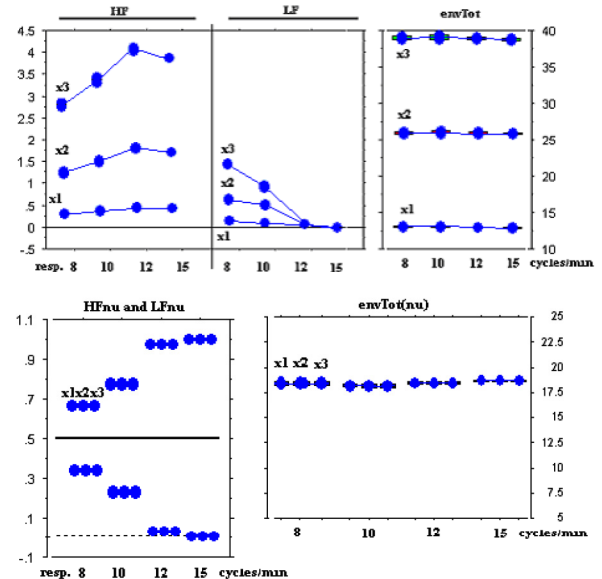 HF LF envTot
4.5 40
4
3.5 35
x3 x3
3 30
2.5
x2 x2
2 25
x3
1.5
x2 20
1
x1 x1
.5 15
0 x1
-.5 10
resp. 8 10 12 15 8 10 12 15 8 10 12 15 cycles/min
HFnu and LFnu envTot(nu)
1.1 25
22.5
.9
20
x1 x2 x3
.7 17.5
x1x2x3
15
.5 12.5
.3 10
7.5
.1 5
8 10 12 15 cycles/min
-.1
resp. 8 10 12 15 cycles/min